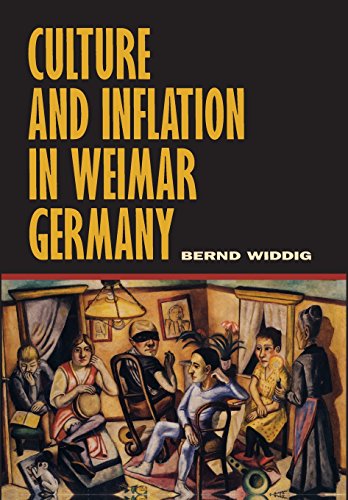 CULTURE
AND INFLATION
IN WEIMAR
GERMANY
BERND WIDDIG